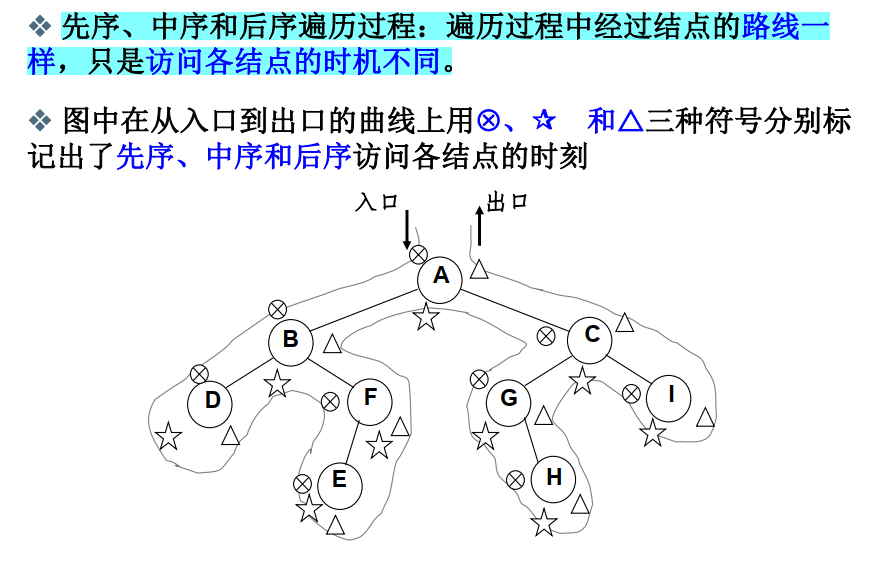 ❖ 先序、中序和后序遍历过程：遍历过程中经过结点的路线一
样，只是访问各结点的时机不同。
❖ 图中在从入口到出口的曲线上用⊗、☆ 和△三种符号分别标
记出了先序、中序和后序访问各结点的时刻
入口 出口
A
B C
D F G I
E H